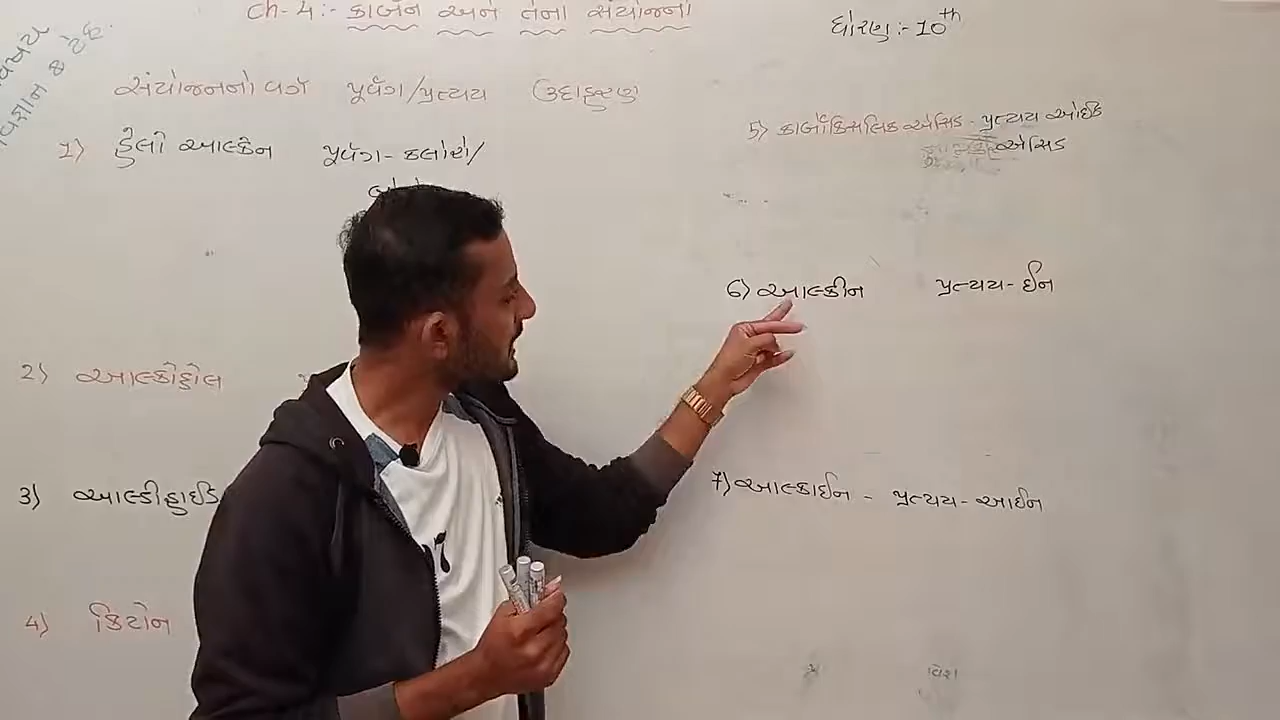 ch-4:- કાર્બન અને તેના સંયોજનો
ધોરણ:- 10th
વિજ્ઞાન & ટેક
સંયોજનનો વર્ગ પૂર્વગ/પ્રત્યય ઉદાહરણ
1) હેલો આલ્કેન પૂર્વગ- ક્લોરો/
2) આલ્કોહોલ
3) આલ્ડીહાઈડ
4) કિટોન
5) કાર્બોક્સિલિક એસિડ - પ્રત્યય ઓઈક
એસિડ
6) આલ્કીન પ્રત્યય- ઈન
7) આલ્કાઈન - પ્રત્યય- આઈન